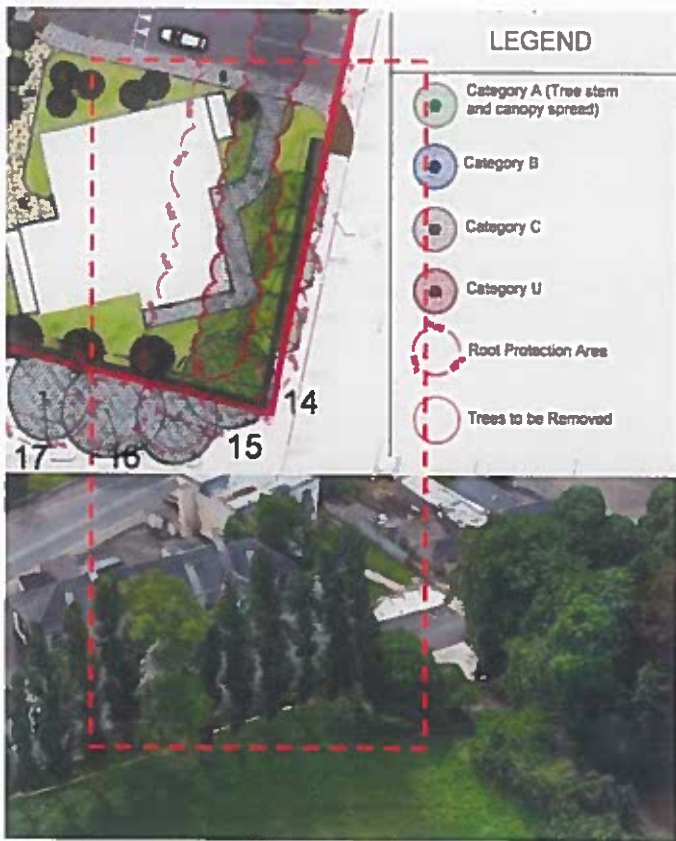 LEGEND
Category A (Tree stem
and canopy spread)
Category B
Category C
Category U
Root Protection Area
Trees to be Removed
14
15
16
17